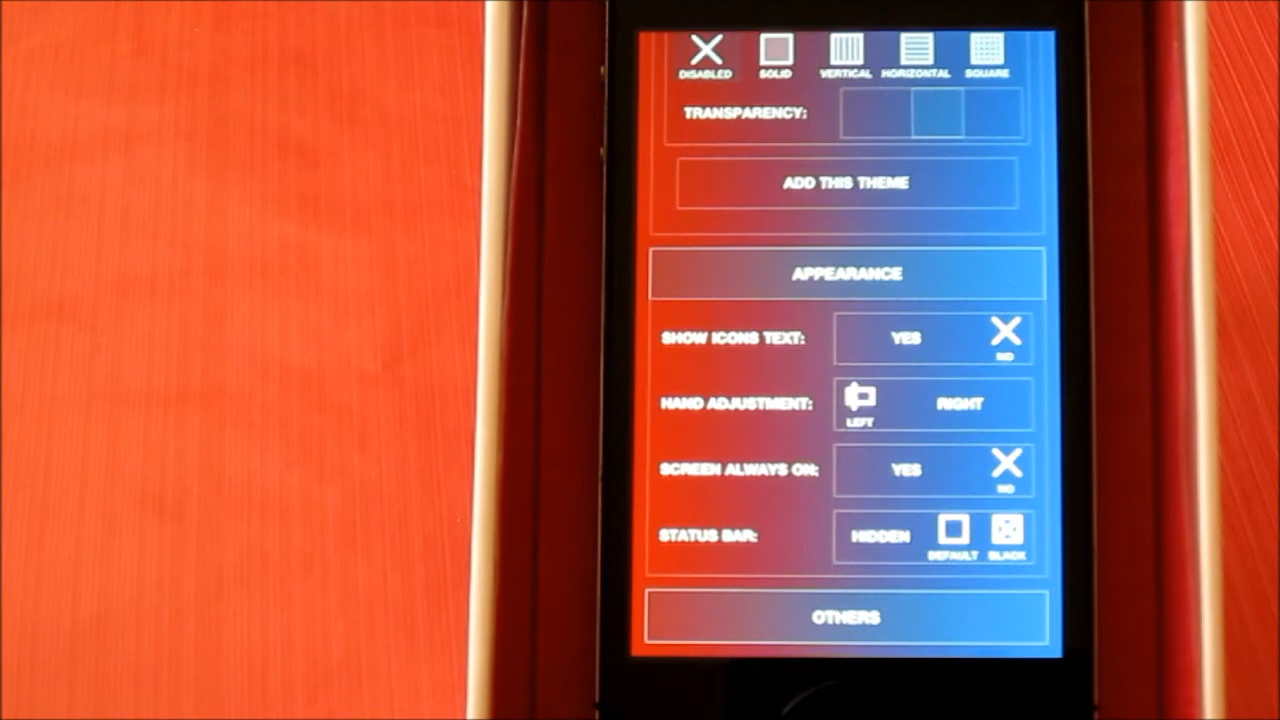 DISABLED SOLID VERTICAL HORIZONTAL SQUARE
TRANSPARENCY:
ADD THIS THEME
APPEARANCE
SHOW ICONS TEXT: YES NO
HAND ADJUSTMENT: LEFT RIGHT
SCREEN ALWAYS ON: YES NO
STATUS BAR: HIDDEN DEFAULT BLACK
OTHERS